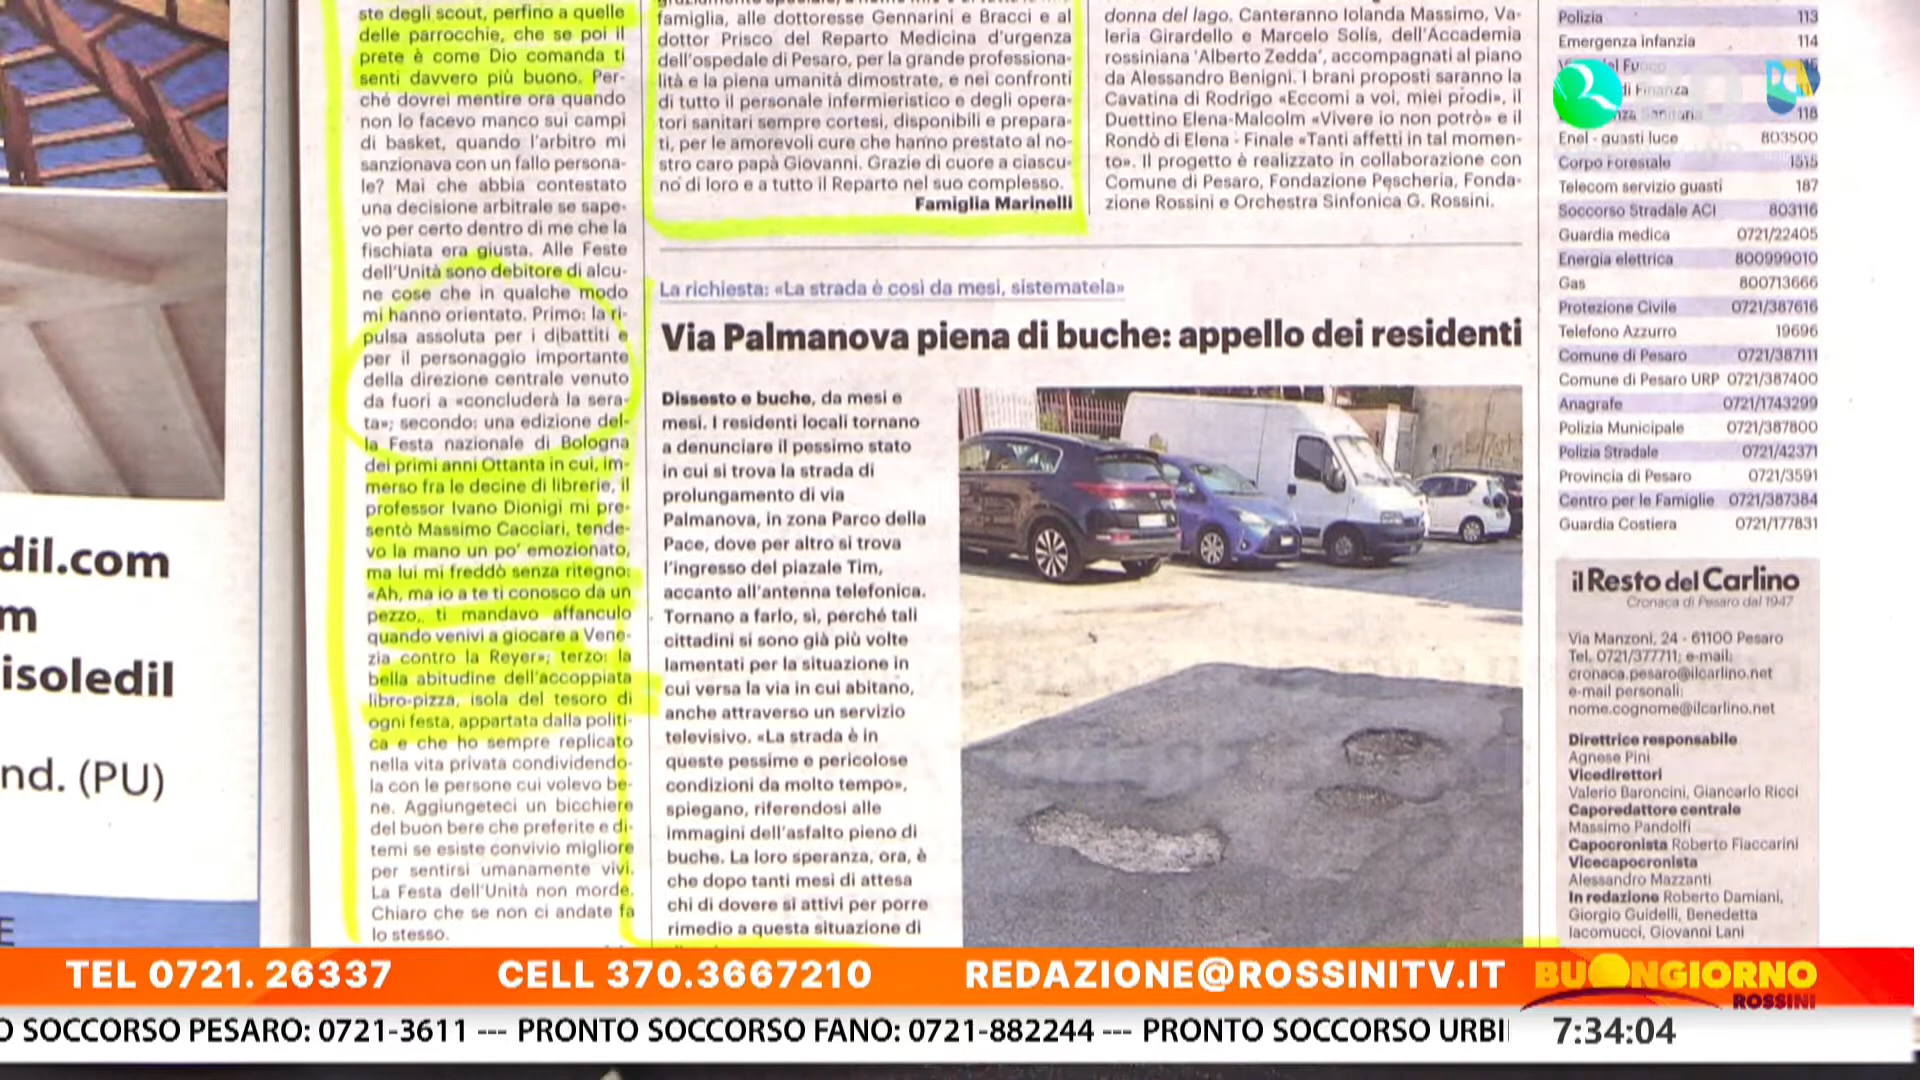 ste degli scout, perfino a quelle
delle parrocchie, che se poi il
prete è come Dio comanda ti
senti davvero più buono. Per-
ché dovrei mentire ora quando
non lo facevo manco sui campi
di basket, quando l'arbitro mi
sanzionava con un fallo persona-
le? Mai che abbia contestato
una decisione arbitrale se sape-
vo per certo dentro di me che la
fischiata era giusta. Alle Feste
dell'Unità sono debitore di alcu-
ne cose che in qualche modo
mi hanno orientato. Primo: la ri-
pulsa assoluta per i dibattiti e
per il personaggio importante
della direzione centrale venuto
da fuori a «concluderà la sera-
ta»; secondo: una edizione del-
la Festa nazionale di Bologna
dei primi anni Ottanta in cui, im-
merso fra le decine di librerie, il
professor Ivano Dionigi mi pre-
sentò Massimo Cacciari, tende-
vo la mano un po' emozionato,
ma lui mi freddò senza ritegno:
«Ah, ma io a te ti conosco da un
pezzo, ti mandavo affanculo
quando venivi a giocare a Vene-
zia contro la Reyer»; terzo: la
bella abitudine dell'accoppiata
libro-pizza, isola del tesoro di
ogni festa, appartata dalla politi-
ca e che ho sempre replicato
nella vita privata condividendo-
la con le persone cui volevo be-
ne. Aggiungeteci un bicchiere
del buon bere che preferite e di-
temi se esiste convivio migliore
per sentirsi umanamente vivi.
La Festa dell'Unità non morde.
Chiaro che se non ci andate fa
lo stesso.
famiglia, alle dottoresse Gennarini e Bracci e al
dottor Prisco del Reparto Medicina d'urgenza
dell'ospedale di Pesaro, per la grande professiona-
lità e la piena umanità dimostrate, e nei confronti
di tutto il personale infermieristico e degli opera-
tori sanitari sempre cortesi, disponibili e prepara-
ti, per le amorevoli cure che hanno prestato al no-
stro caro papà Giovanni. Grazie di cuore a ciascu-
no di loro e a tutto il Reparto nel suo complesso.
Famiglia Marinelli
donna del lago. Canteranno Iolanda Massimo, Va-
leria Girardello e Marcelo Solís, dell'Accademia
rossiniana 'Alberto Zedda', accompagnati al piano
da Alessandro Benigni. I brani proposti saranno la
Cavatina di Rodrigo «Eccomi a voi, miei prodi», il
Duettino Elena-Malcolm «Vivere io non potrò» e il
Rondò di Elena - Finale «Tanti affetti in tal momen-
to». Il progetto è realizzato in collaborazione con
Comune di Pesaro, Fondazione Pescheria, Fonda-
zione Rossini e Orchestra Sinfonica G. Rossini.
La richiesta: «La strada è così da mesi, sistematela»
Via Palmanova piena di buche: appello dei residenti
Dissesto e buche, da mesi e
mesi. I residenti locali tornano
a denunciare il pessimo stato
in cui si trova la strada di
prolungamento di via
Palmanova, in zona Parco della
Pace, dove per altro si trova
l'ingresso del piazale Tim,
accanto all'antenna telefonica.
Tornano a farlo, sì, perché tali
cittadini si sono già più volte
lamentati per la situazione in
cui versa la via in cui abitano,
anche attraverso un servizio
televisivo. «La strada è in
queste pessime e pericolose
condizioni da molto tempo»,
spiegano, riferendosi alle
immagini dell'asfalto pieno di
buche. La loro speranza, ora, è
che dopo tanti mesi di attesa
chi di dovere si attivi per porre
rimedio a questa situazione di
Polizia 113
Emergenza infanzia 114
di Finanza
118
Enel - guasti luce 803500
Corpo Forestale 1515
Telecom servizio guasti 187
Soccorso Stradale ACI 803116
Guardia medica 0721/22405
Energia elettrica 800999010
Gas 800713666
Protezione Civile 0721/387616
Telefono Azzurro 19696
Comune di Pesaro 0721/387111
Comune di Pesaro URP 0721/387400
Anagrafe 0721/1743299
Polizia Municipale 0721/387800
Polizia Stradale 0721/42371
Provincia di Pesaro 0721/3591
Centro per le Famiglie 0721/387384
Guardia Costiera 0721/177831
il Resto del Carlino
Cronaca di Pesaro dal 1947
Via Manzoni, 24 - 61100 Pesaro
Tel. 0721/377711; e-mail:
cronaca.pesaro@ilcarlino.net
e-mail personali:
nome.cognome@ilcarlino.net
Direttrice responsabile
Agnese Pini
Vicedirettori
Valerio Baroncini, Giancarlo Ricci
Caporedattore centrale
Massimo Pandolfi
Capocronista Roberto Fiaccarini
Vicecapocronista
Alessandro Mazzanti
In redazione Roberto Damiani,
Giorgio Guidelli, Benedetta
Iacomucci, Giovanni Lani
dil.com
m
isoledil
nd. (PU)
E
TEL 0721. 26337 CELL 370.3667210 REDAZIONE@ROSSINITV.IT BUONGIORNO
ROSSINI
O SOCCORSO PESARO: 0721-3611 --- PRONTO SOCCORSO FANO: 0721-882244 --- PRONTO SOCCORSO URBI 7:34:04